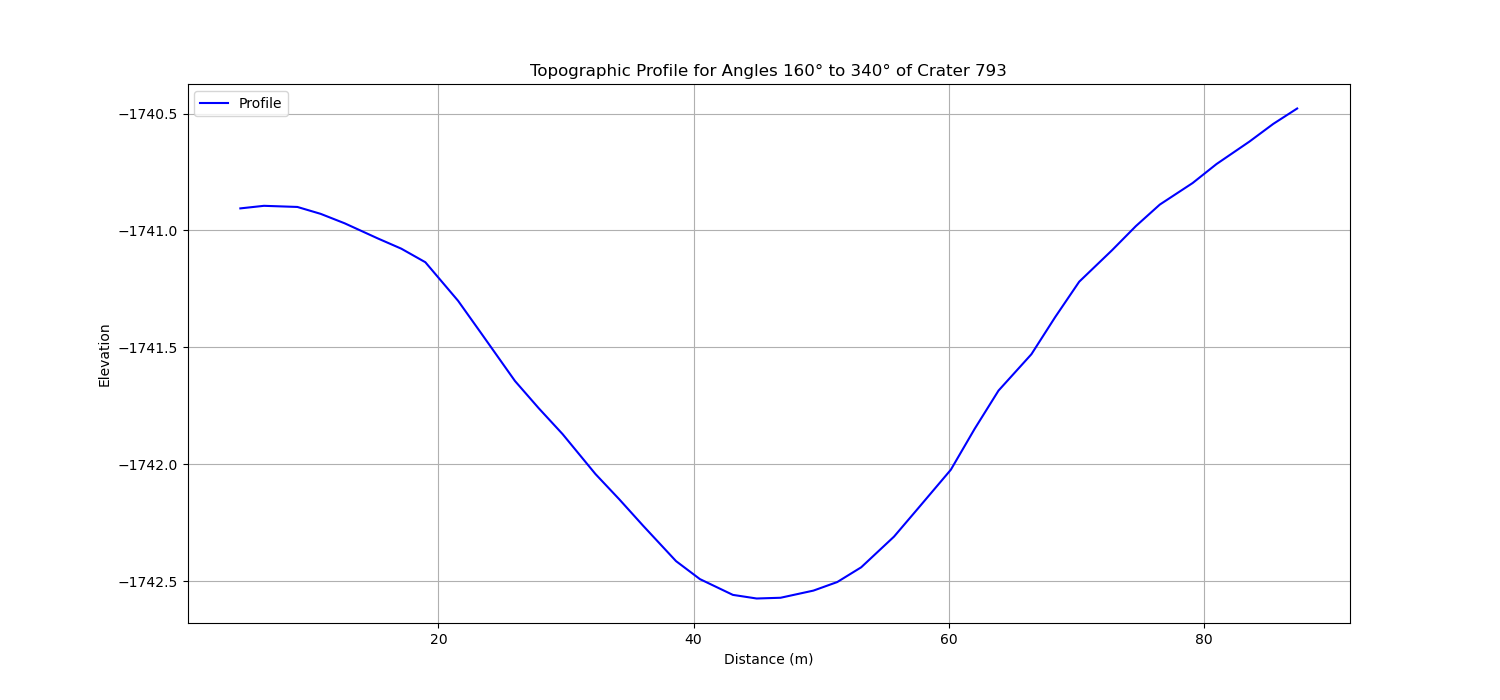 Topographic Profile for Angles 160° to 340° of Crater 793
Profile
−1740.5
−1741.0
−1741.5
−1742.0
−1742.5
Elevation
20
40
60
80
Distance (m)